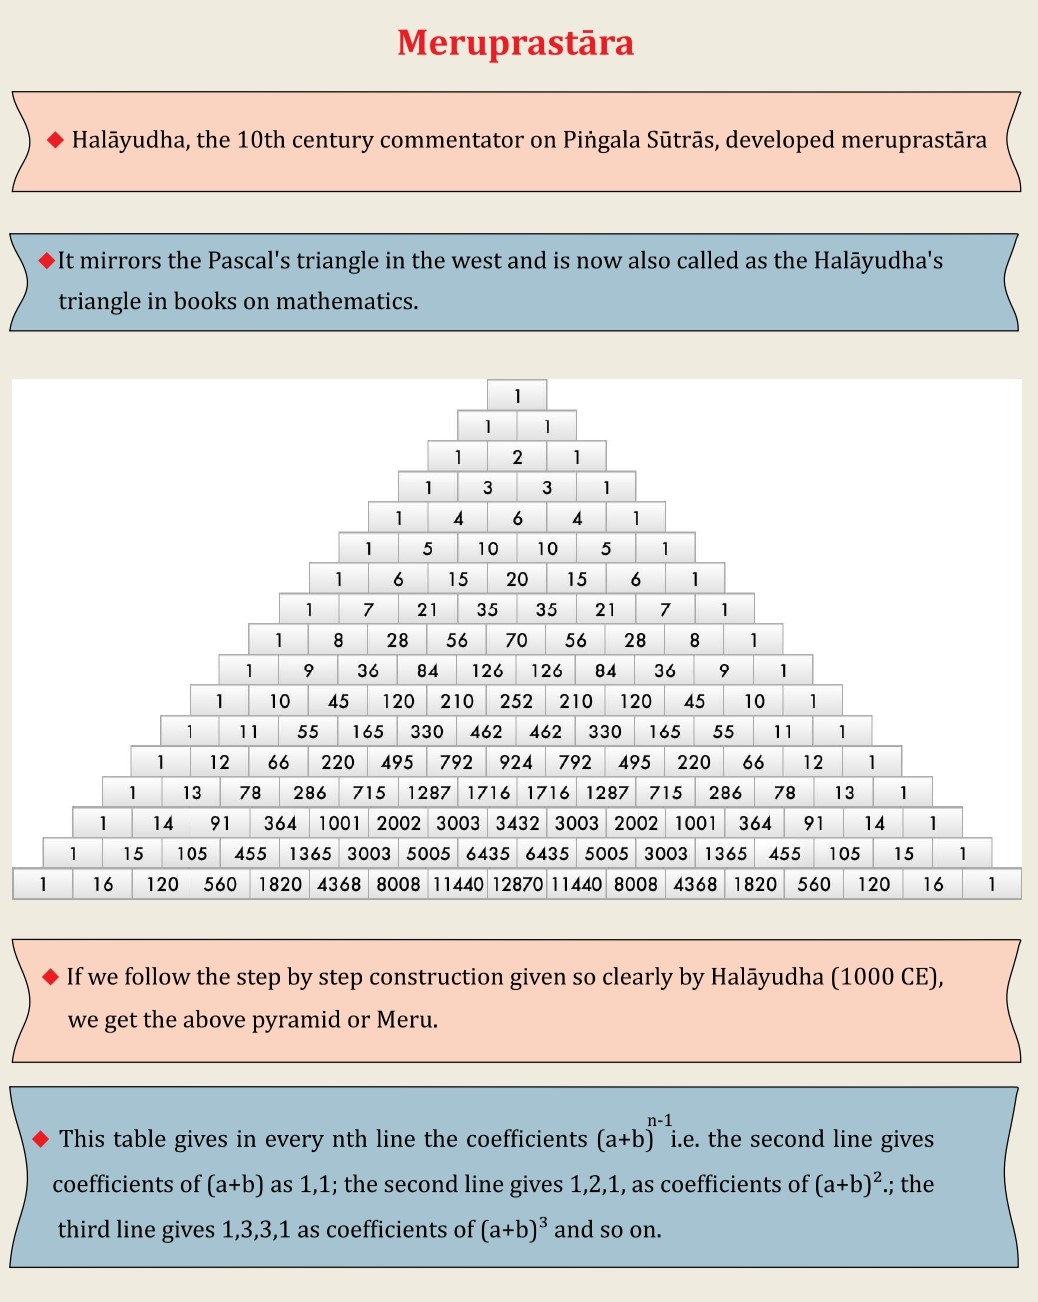 Meruprastāra
◆ Halāyudha, the 10th century commentator on Piṅgala Sūtrās, developed meruprastāra
◆It mirrors the Pascal's triangle in the west and is now also called as the Halāyudha's
triangle in books on mathematics.
1
1 1
1 2 1
1 3 3 1
1 4 6 4 1
1 5 10 10 5 1
1 6 15 20 15 6 1
1 7 21 35 35 21 7 1
1 8 28 56 70 56 28 8 1
1 9 36 84 126 126 84 36 9 1
1 10 45 120 210 252 210 120 45 10 1
1 11 55 165 330 462 462 330 165 55 11 1
1 12 66 220 495 792 924 792 495 220 66 12 1
1 13 78 286 715 1287 1716 1716 1287 715 286 78 13 1
1 14 91 364 1001 2002 3003 3432 3003 2002 1001 364 91 14 1
1 15 105 455 1365 3003 5005 6435 6435 5005 3003 1365 455 105 15 1
1 16 120 560 1820 4368 8008 11440 12870 11440 8008 4368 1820 560 120 16 1
◆ If we follow the step by step construction given so clearly by Halāyudha (1000 CE),
we get the above pyramid or Meru.
◆ This table gives in every nth line the coefficients (a+b)ⁿ⁻¹i.e. the second line gives
coefficients of (a+b) as 1,1; the second line gives 1,2,1, as coefficients of (a+b)².; the
third line gives 1,3,3,1 as coefficients of (a+b)³ and so on.